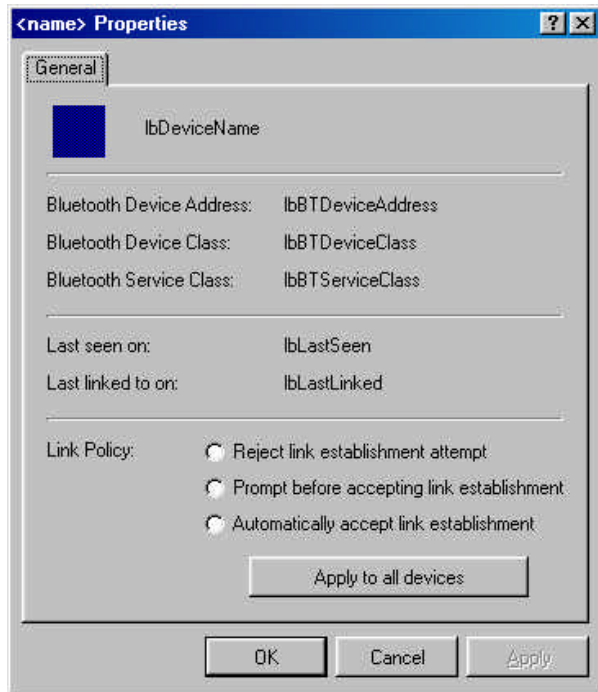 <name> Properties
General
lbDeviceName
Bluetooth Device Address: lbBTDeviceAddress
Bluetooth Device Class: lbBTDeviceClass
Bluetooth Service Class: lbBTServiceClass
Last seen on: lbLastSeen
Last linked to on: lbLastLinked
Link Policy: Reject link establishment attempt
Prompt before accepting link establishment
Automatically accept link establishment
Apply to all devices
OK Cancel Apply